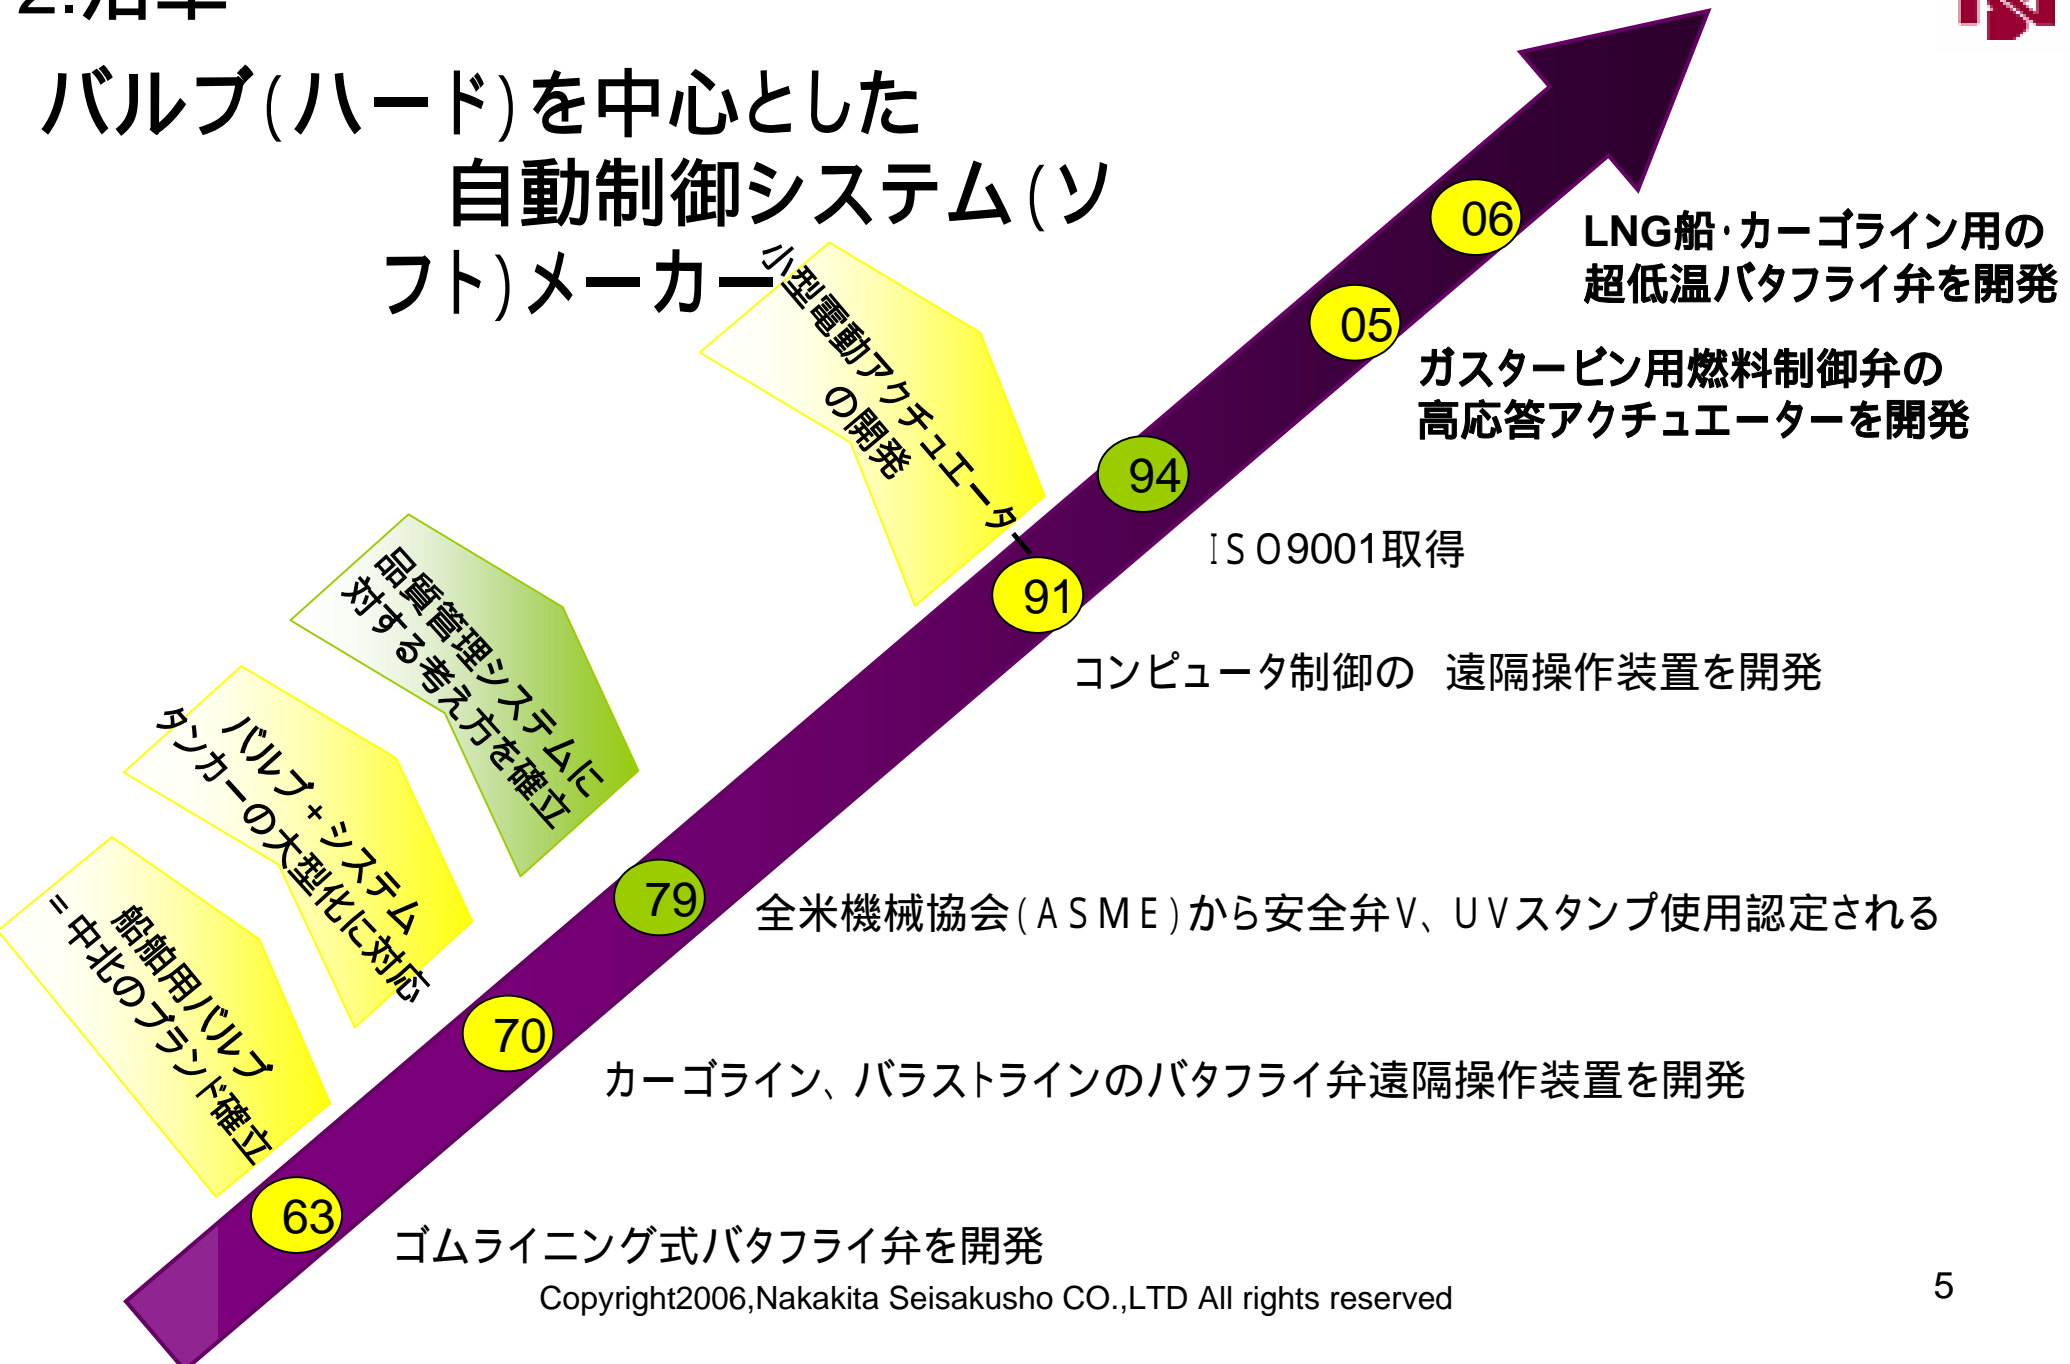 2.沿革
バルブ(ハード)を中心とした
自動制御システム(ソ
フト)メーカー
小型電動アクチュエーター
の開発
06
LNG船・カーゴライン用の
超低温バタフライ弁を開発
05
ガスタービン用燃料制御弁の
高応答アクチュエーターを開発
94
ISO9001取得
91
コンピュータ制御の 遠隔操作装置を開発
品質管理システムに
対する考え方を確立
79
全米機械協会(ASME)から安全弁V、UVスタンプ使用認定される
バルブ+システム
タンカーの大型化に対応
70
カーゴライン、バラストラインのバタフライ弁遠隔操作装置を開発
船舶用バルブ
=中北のブランド確立
63
ゴムライニング式バタフライ弁を開発
Copyright2006,Nakakita Seisakusho CO.,LTD All rights reserved
5